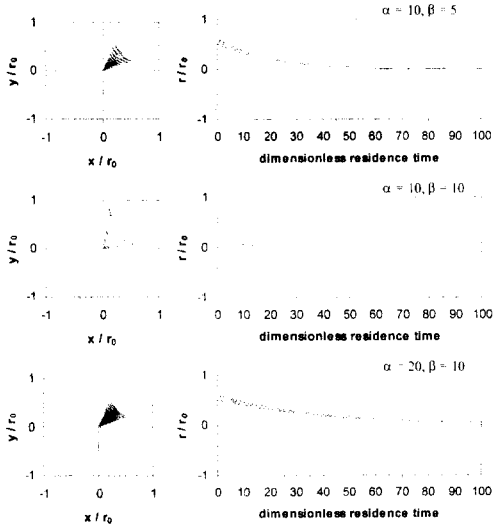 α = 10, β = 5
1
0
-1
y / r₀
-1
0
1
x / r₀
1
0
-1
r / r₀
0 10 20 30 40 50 60 70 80 90 100
dimensionless residence time
α = 10, β = 10
1
0
-1
y / r₀
-1
0
1
x / r₀
1
0
-1
r / r₀
0 10 20 30 40 50 60 70 80 90 100
dimensionless residence time
α = 20, β = 10
1
0
-1
y / r₀
-1
0
1
x / r₀
1
0
-1
r / r₀
0 10 20 30 40 50 60 70 80 90 100
dimensionless residence time